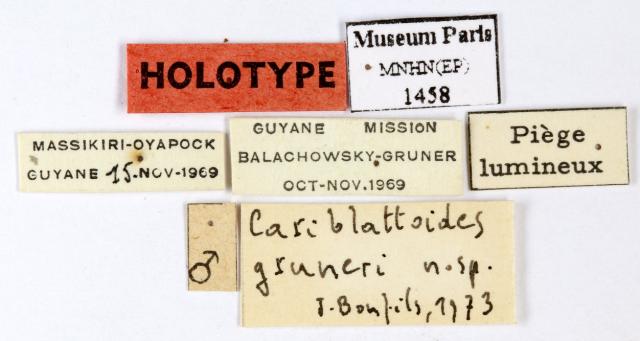 HOLOTYPE
Museum Paris
MNHN(EP)
1458
MASSIKIRI-OYAPOCK
GUYANE 15-NOV-1969
GUYANE MISSION
BALACHOWSKY-GRUNER
OCT-NOV.1969
Piège
lumineux
♂
Cariblattoides
gruneri n.sp.
J. Bonfils, 1973